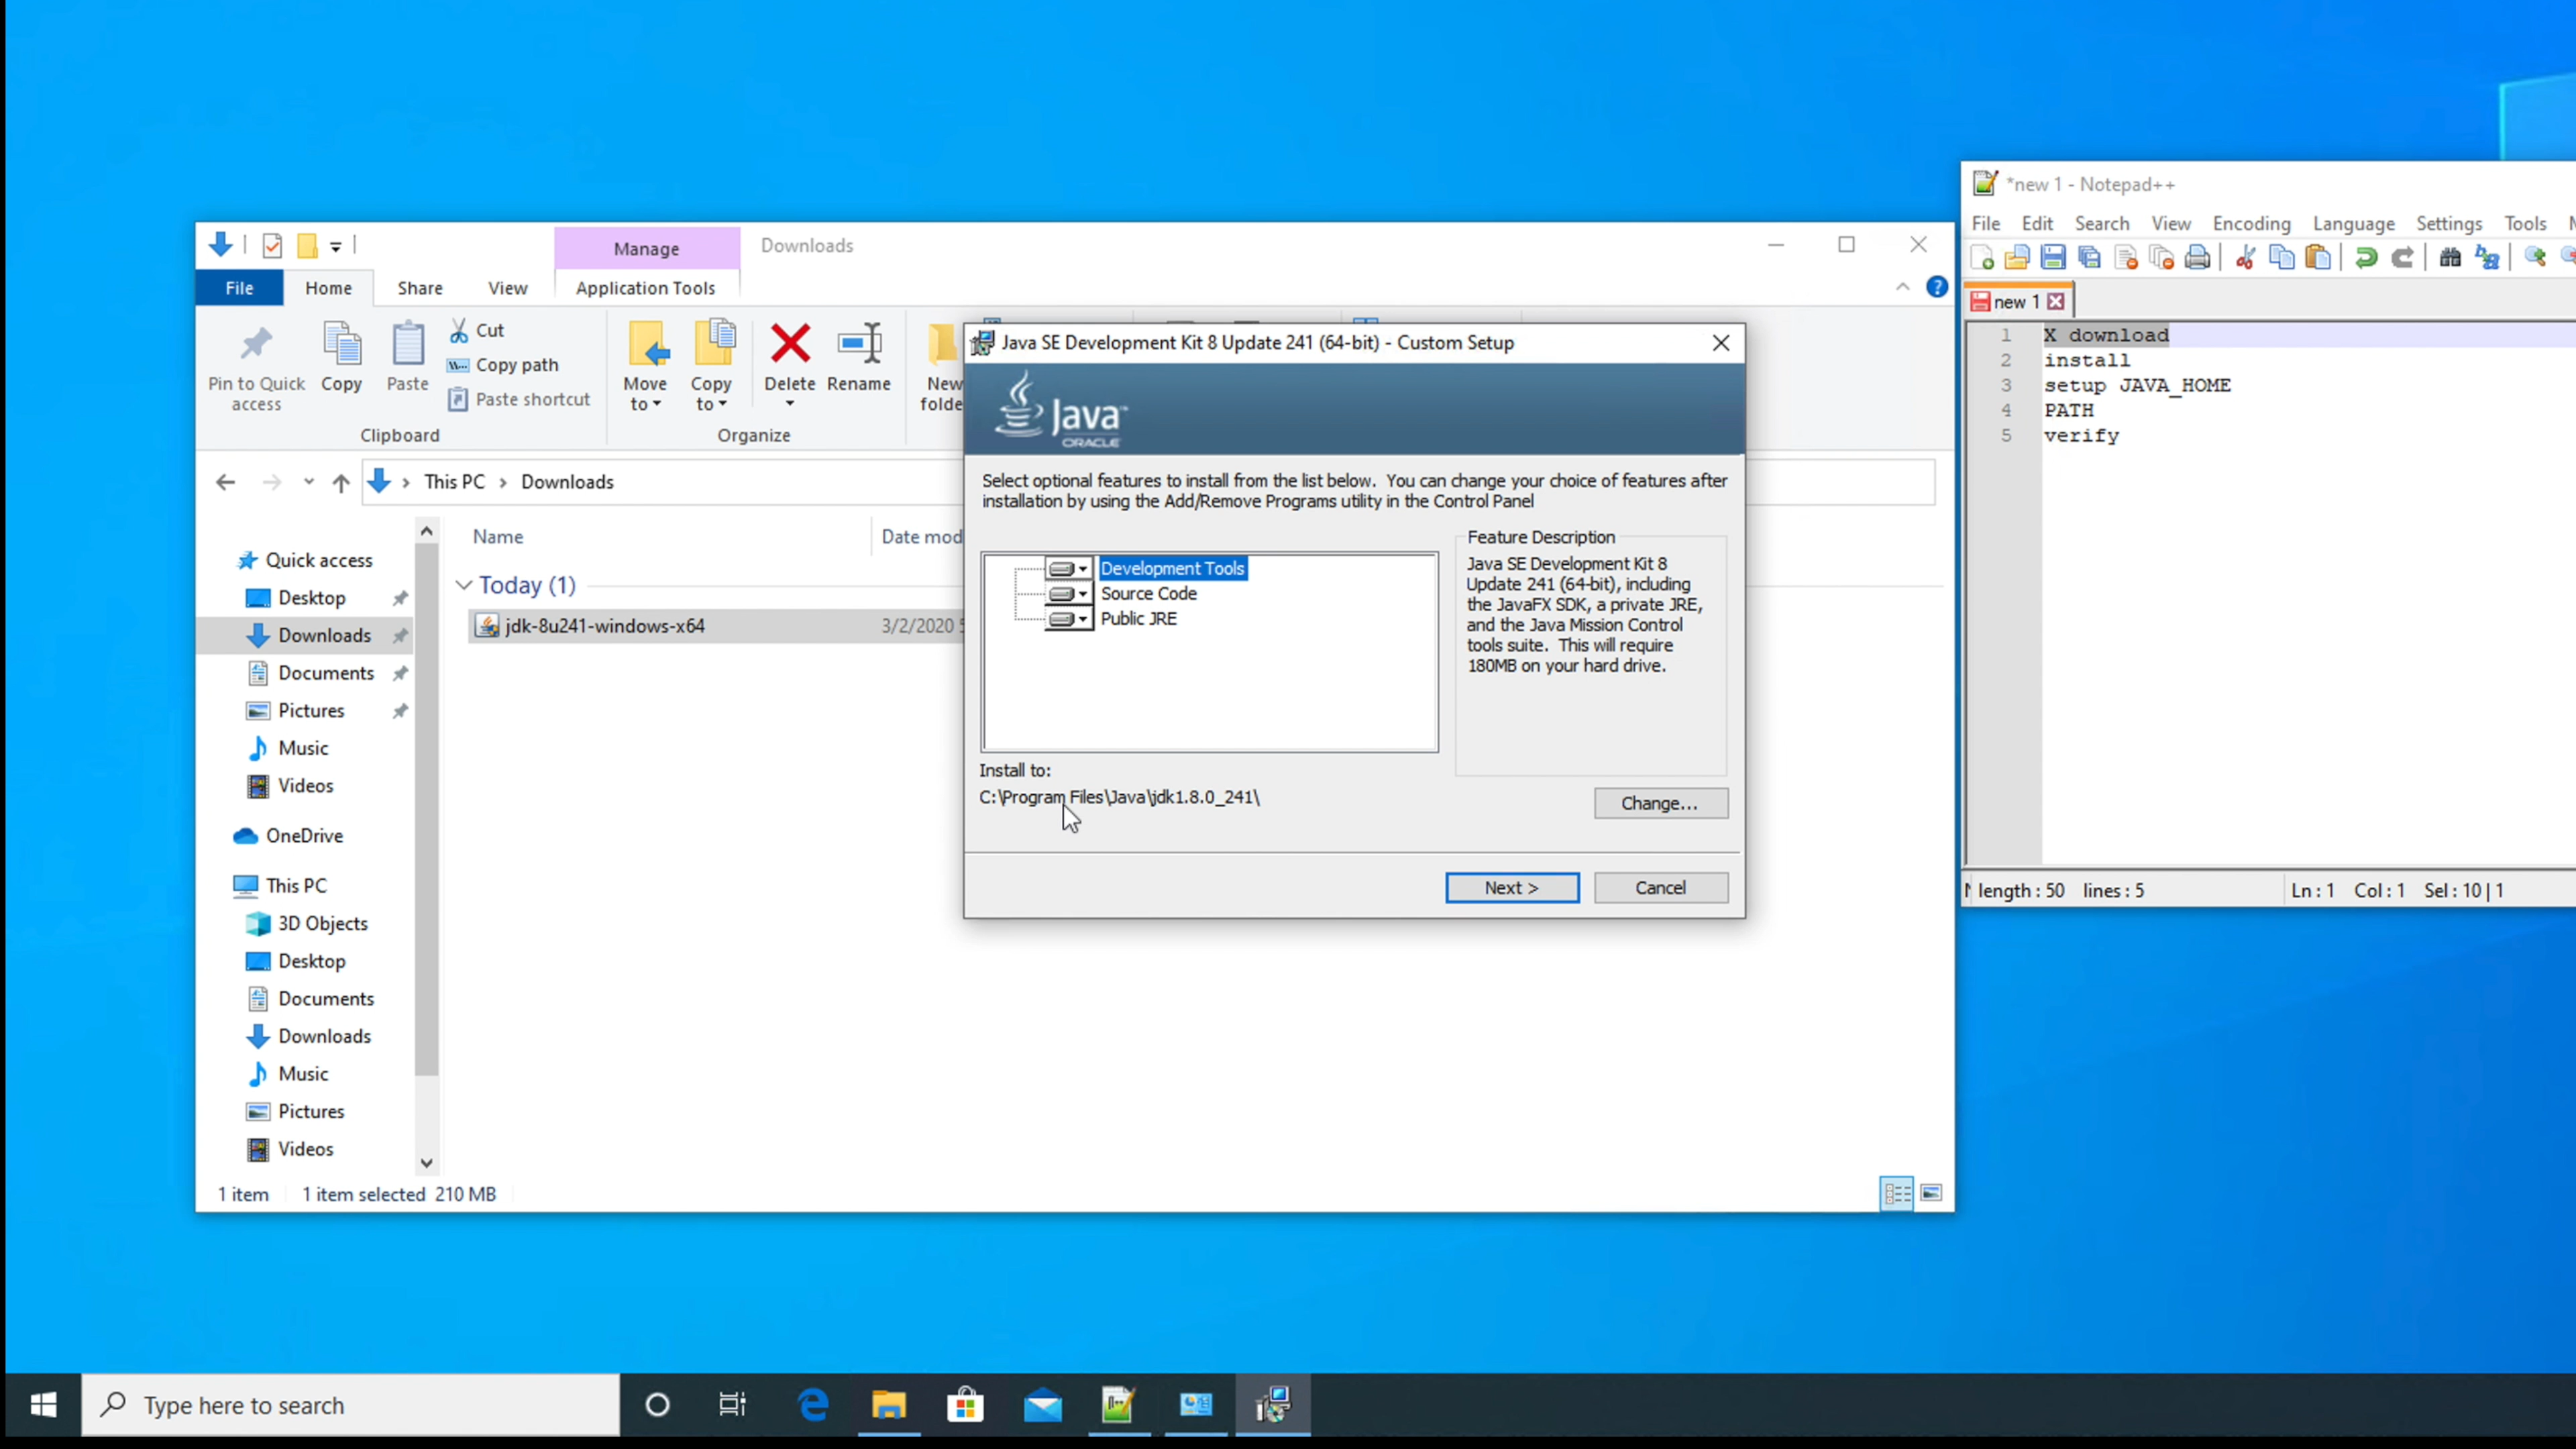 Manage
Downloads
File
Home
Share
View
Application Tools
Pin to Quick
access
Copy
Paste
Cut
Copy path
Paste shortcut
Clipboard
Move
to
Copy
to
Delete
Rename
Organize
New
folde
This PC
Downloads
Name
Date mod
Today (1)
jdk-8u241-windows-x64
3/2/2020
Quick access
Desktop
Downloads
Documents
Pictures
Music
Videos
OneDrive
This PC
3D Objects
Desktop
Documents
Downloads
Music
Pictures
Videos
1 item
1 item selected 210 MB
Java SE Development Kit 8 Update 241 (64-bit) - Custom Setup
Java
ORACLE
Select optional features to install from the list below. You can change your choice of features after
installation by using the Add/Remove Programs utility in the Control Panel
Development Tools
Source Code
Public JRE
Feature Description
Java SE Development Kit 8
Update 241 (64-bit), including
the JavaFX SDK, a private JRE,
and the Java Mission Control
tools suite. This will require
180MB on your hard drive.
Install to:
C:\Program Files\Java\jdk1.8.0_241\
Change...
Next >
Cancel
*new 1 - Notepad++
File Edit Search View Encoding Language Settings Tools
new 1
1 X download
2 install
3 setup JAVA_HOME
4 PATH
5 verify
length : 50 lines : 5
Ln : 1 Col : 1 Sel : 10 | 1
Type here to search